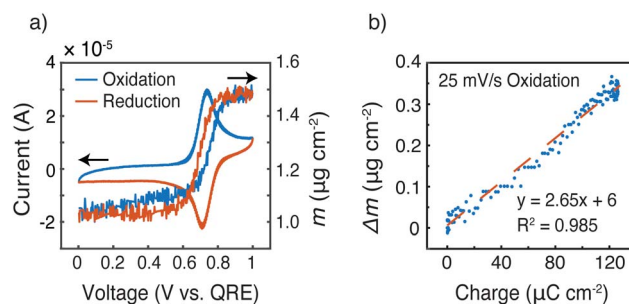 a)
b)
× 10⁻⁵
Oxidation
Reduction
4
2
0
-2
Current (A)
1.6
1.4
1.2
1.0
m (µg cm⁻²)
0 0.2 0.4 0.6 0.8 1
Voltage (V vs. QRE)
25 mV/s Oxidation
0.4
0.3
0.2
0.1
0
Δm (µg cm⁻²)
y = 2.65x + 6
R² = 0.985
0 40 80 120
Charge (µC cm⁻²)